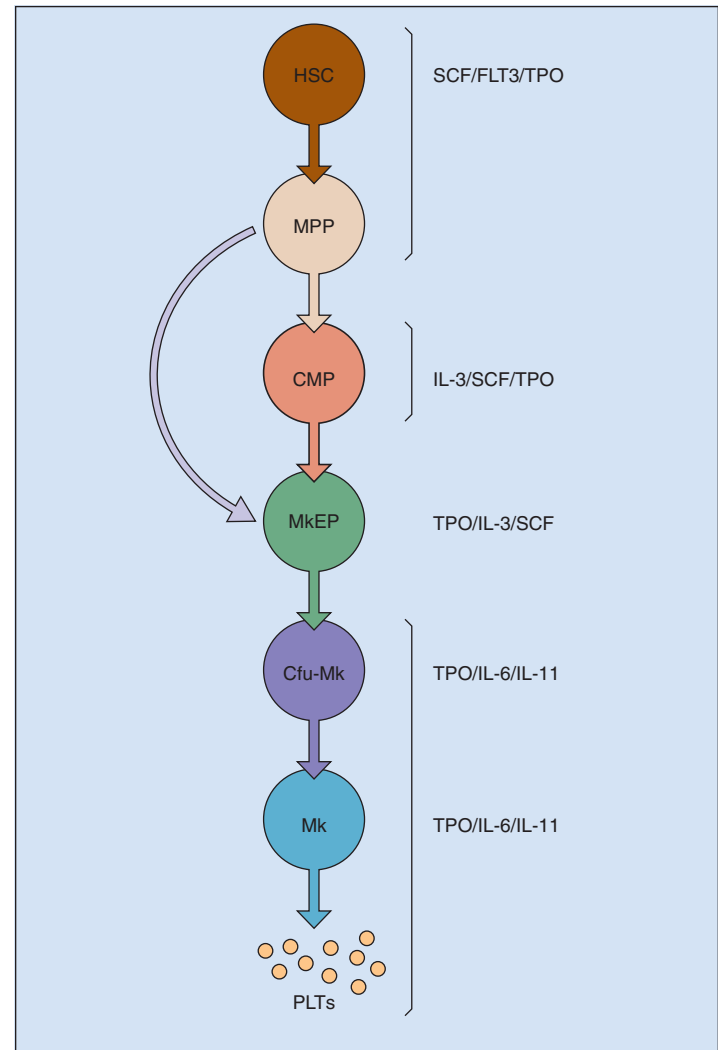 HSC
SCF/FLT3/TPO
MPP
CMP
IL-3/SCF/TPO
MkEP
TPO/IL-3/SCF
Cfu-Mk
TPO/IL-6/IL-11
Mk
TPO/IL-6/IL-11
PLTs